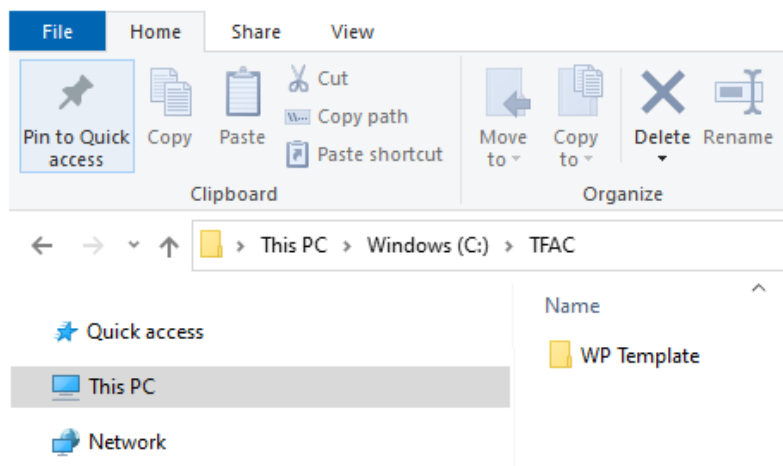 File Home Share View
Pin to Quick access
Copy
Paste
Cut
Copy path
Paste shortcut
Move to
Copy to
Delete
Rename
Clipboard
Organize
This PC > Windows (C:) > TFAC
Quick access
This PC
Network
Name
WP Template